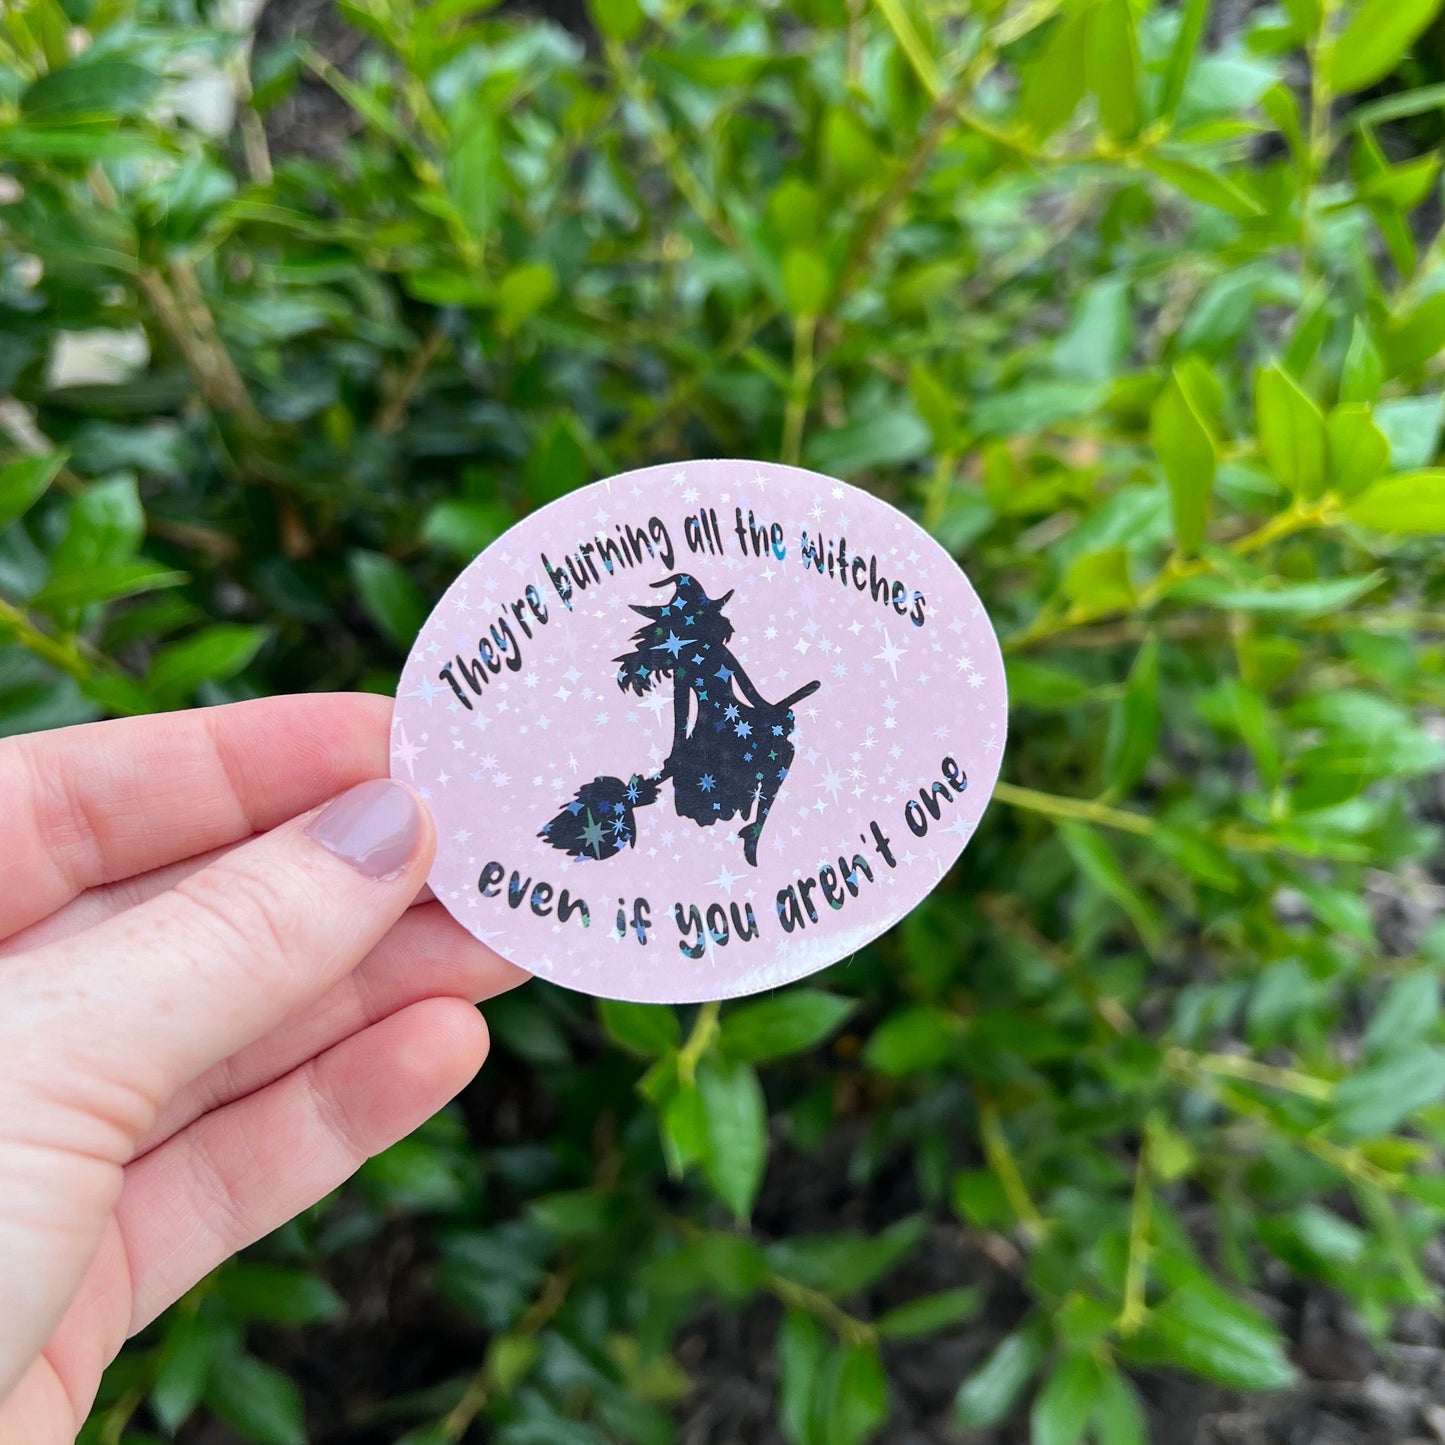 They're burning all the witches
even if you aren't one